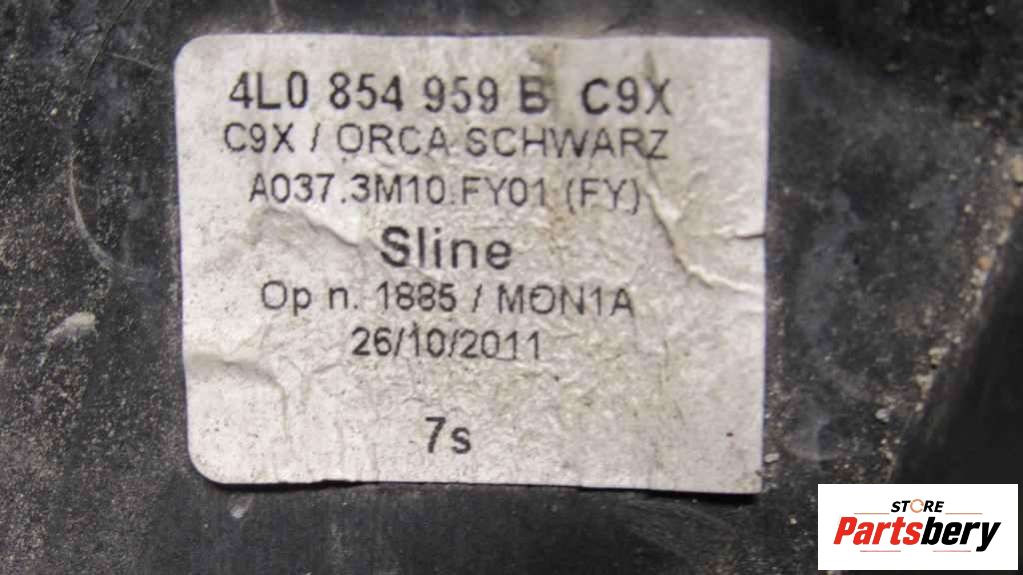 4L0 854 959 B C9X
C9X / ORCA SCHWARZ
A037.3M10.FY01 (FY)
Sline
Op n. 1885 / MON1A
26/10/2011
7s
STORE
Partsbery